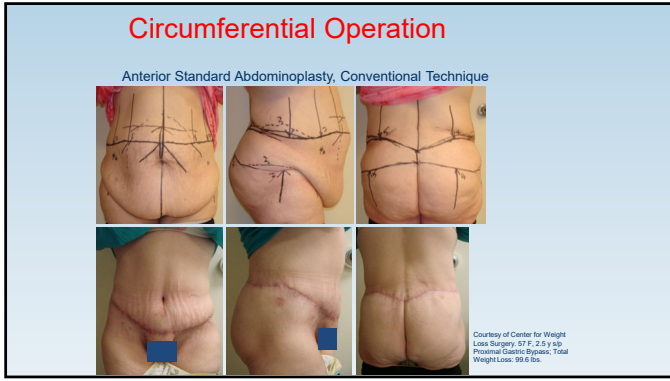 Circumferential Operation
Anterior Standard Abdominoplasty, Conventional Technique
Courtesy of Center for Weight
Loss Surgery. 57 F, 2.5 y s/p
Proximal Gastric Bypass; Total
Weight Loss: 99.6 lbs.